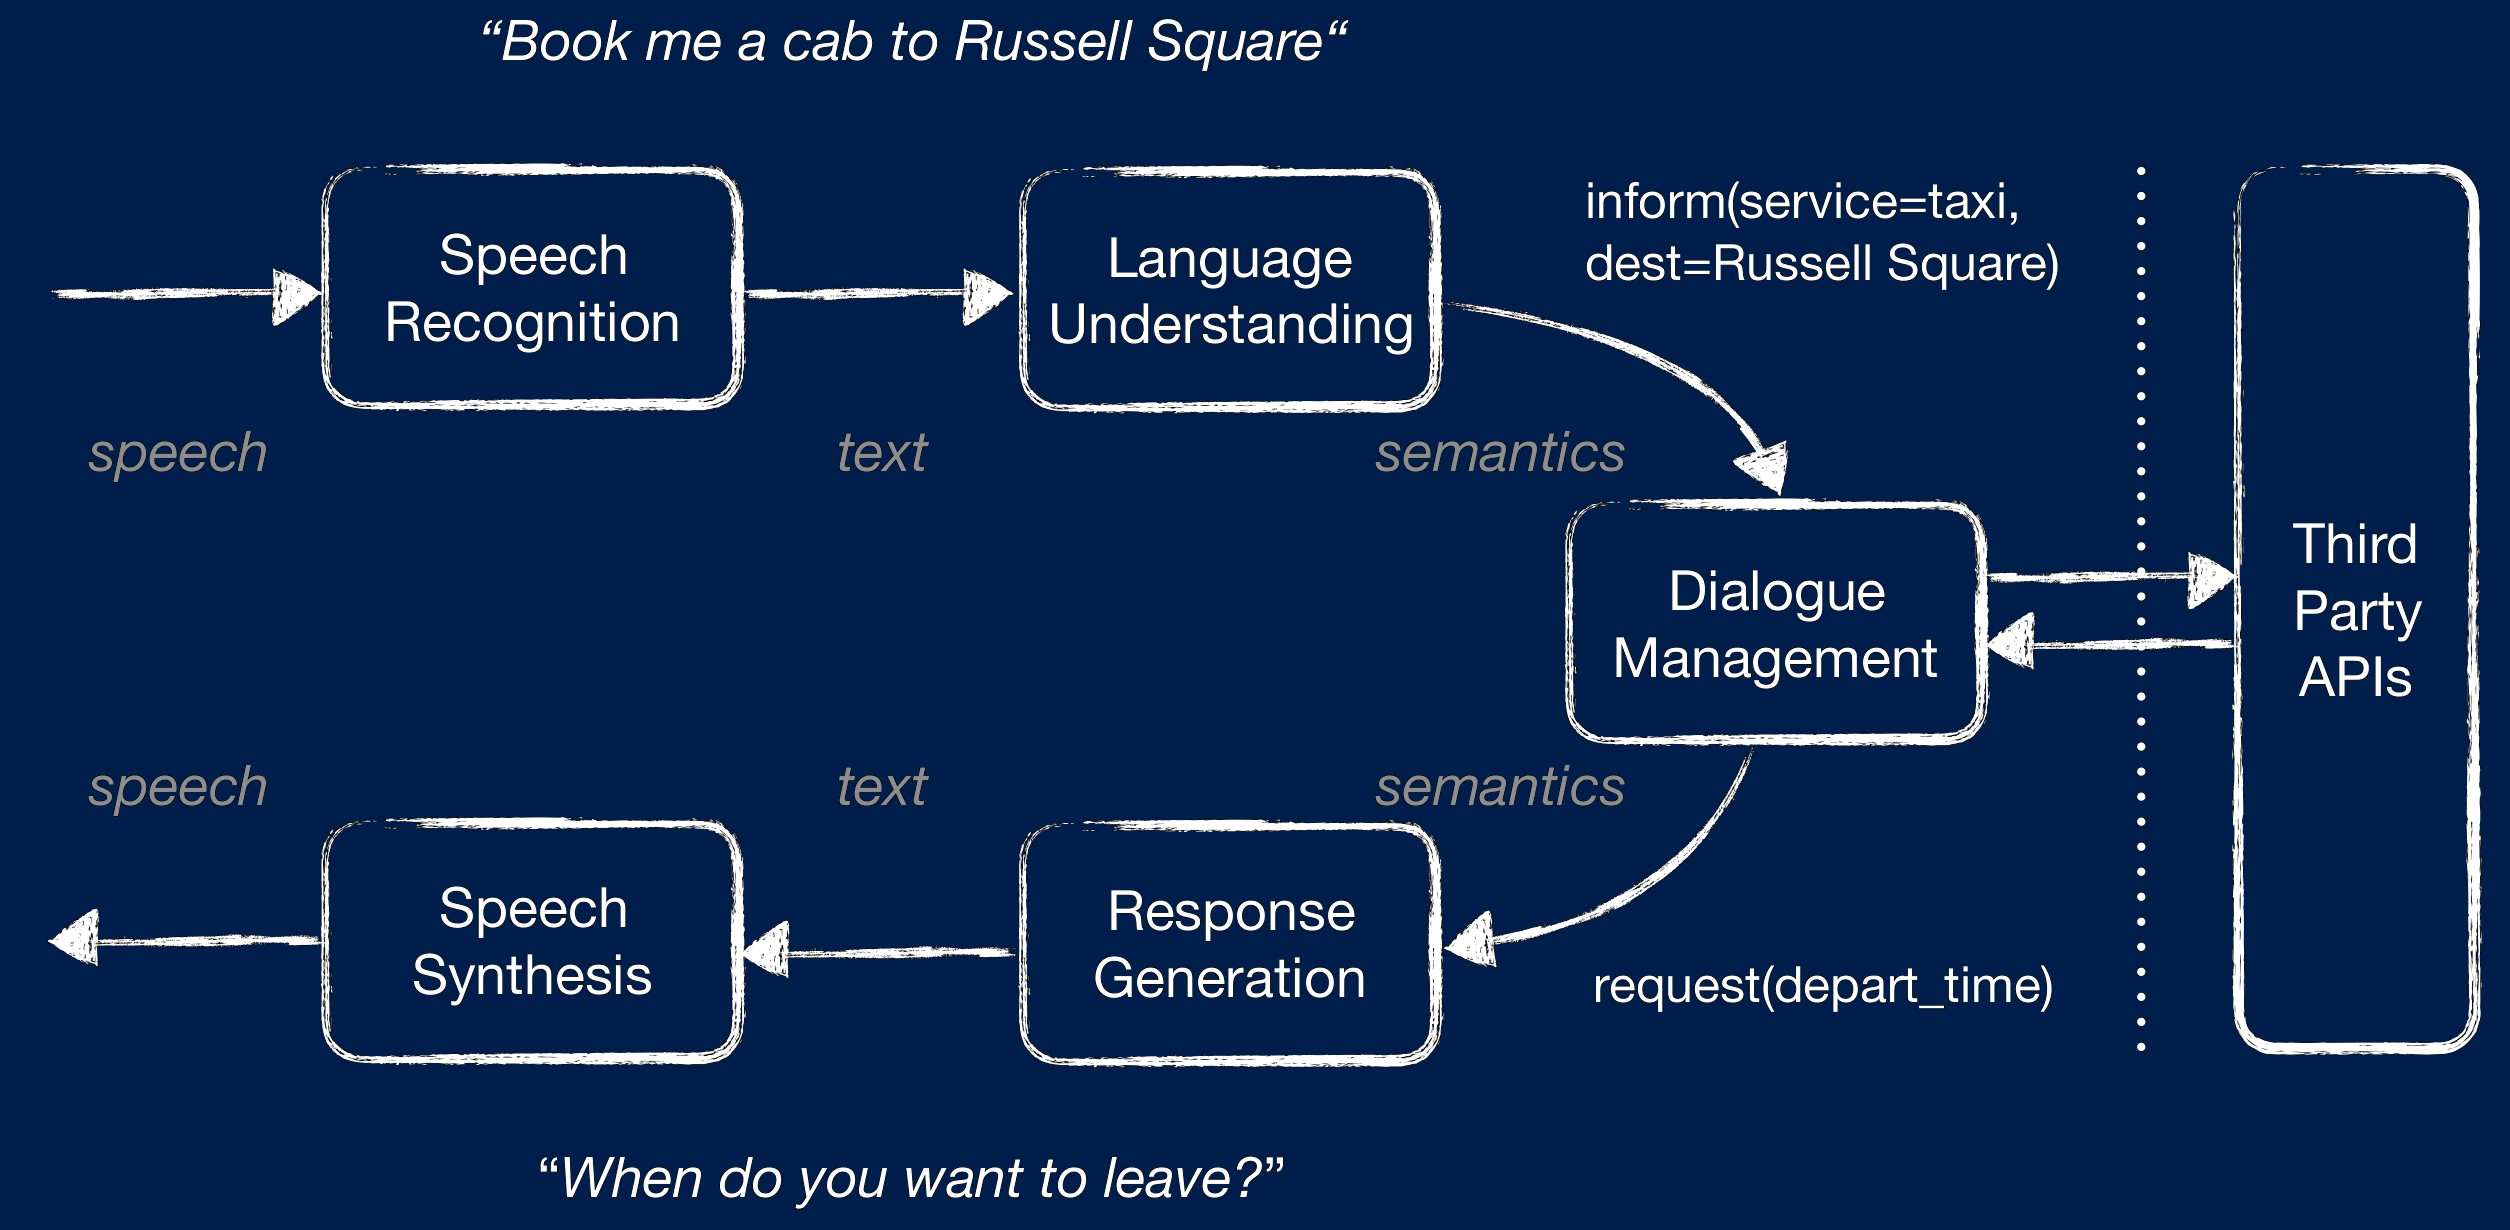 “Book me a cab to Russell Square“
Speech
Recognition
Language
Understanding
inform(service=taxi,
dest=Russell Square)
speech
text
semantics
Dialogue
Management
Third
Party
APIs
speech
text
semantics
Speech
Synthesis
Response
Generation
request(depart_time)
“When do you want to leave?”